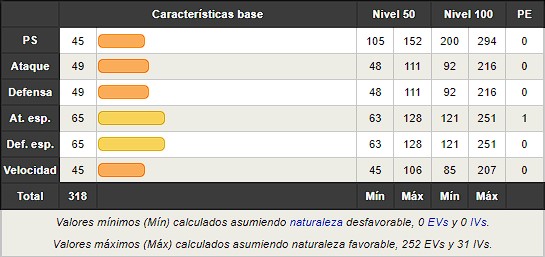 Características base Nivel 50 Nivel 100 PE
PS 45 105 152 200 294 0
Ataque 49 48 111 92 216 0
Defensa 49 48 111 92 216 0
At. esp. 65 63 128 121 251 1
Def. esp. 65 63 128 121 251 0
Velocidad 45 45 106 85 207 0
Total 318 Mín Máx Mín Máx
Valores mínimos (Mín) calculados asumiendo naturaleza desfavorable, 0 EVs y 0 IVs.
Valores máximos (Máx) calculados asumiendo naturaleza favorable, 252 EVs y 31 IVs.